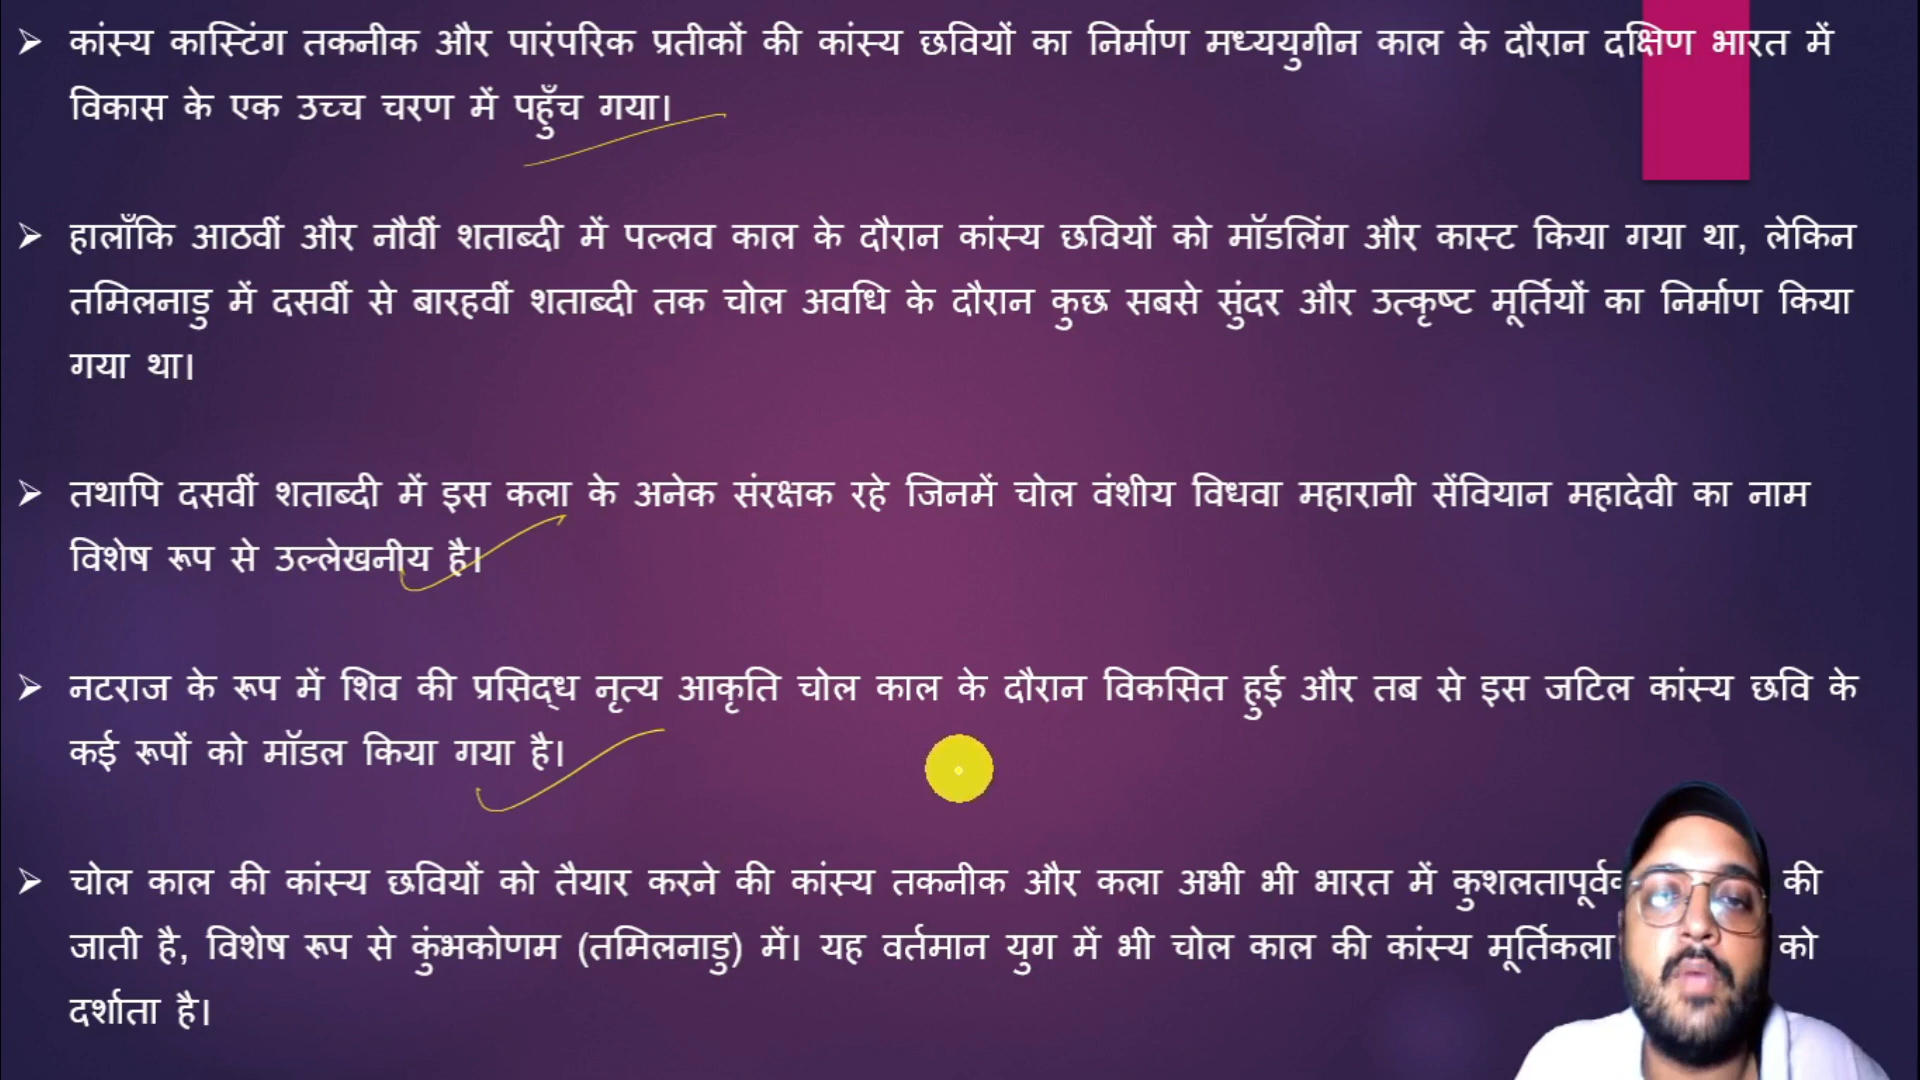 ➢ कांस्य कास्टिंग तकनीक और पारंपरिक प्रतीकों की कांस्य छवियों का निर्माण मध्ययुगीन काल के दौरान दक्षिण भारत में
विकास के एक उच्च चरण में पहुँच गया।
➢ हालाँकि आठवीं और नौवीं शताब्दी में पल्लव काल के दौरान कांस्य छवियों को मॉडलिंग और कास्ट किया गया था, लेकिन
तमिलनाडु में दसवीं से बारहवीं शताब्दी तक चोल अवधि के दौरान कुछ सबसे सुंदर और उत्कृष्ट मूर्तियों का निर्माण किया
गया था।
➢ तथापि दसवीं शताब्दी में इस कला के अनेक संरक्षक रहे जिनमें चोल वंशीय विधवा महारानी सेंवियान महादेवी का नाम
विशेष रूप से उल्लेखनीय है।
➢ नटराज के रूप में शिव की प्रसिद्ध नृत्य आकृति चोल काल के दौरान विकसित हुई और तब से इस जटिल कांस्य छवि के
कई रूपों को मॉडल किया गया है।
➢ चोल काल की कांस्य छवियों को तैयार करने की कांस्य तकनीक और कला अभी भी भारत में की
जाती है, विशेष रूप से कुंभकोणम (तमिलनाडु) में। यह वर्तमान युग में भी चोल काल की कांस्य मूर्तिकला को
दर्शाता है।